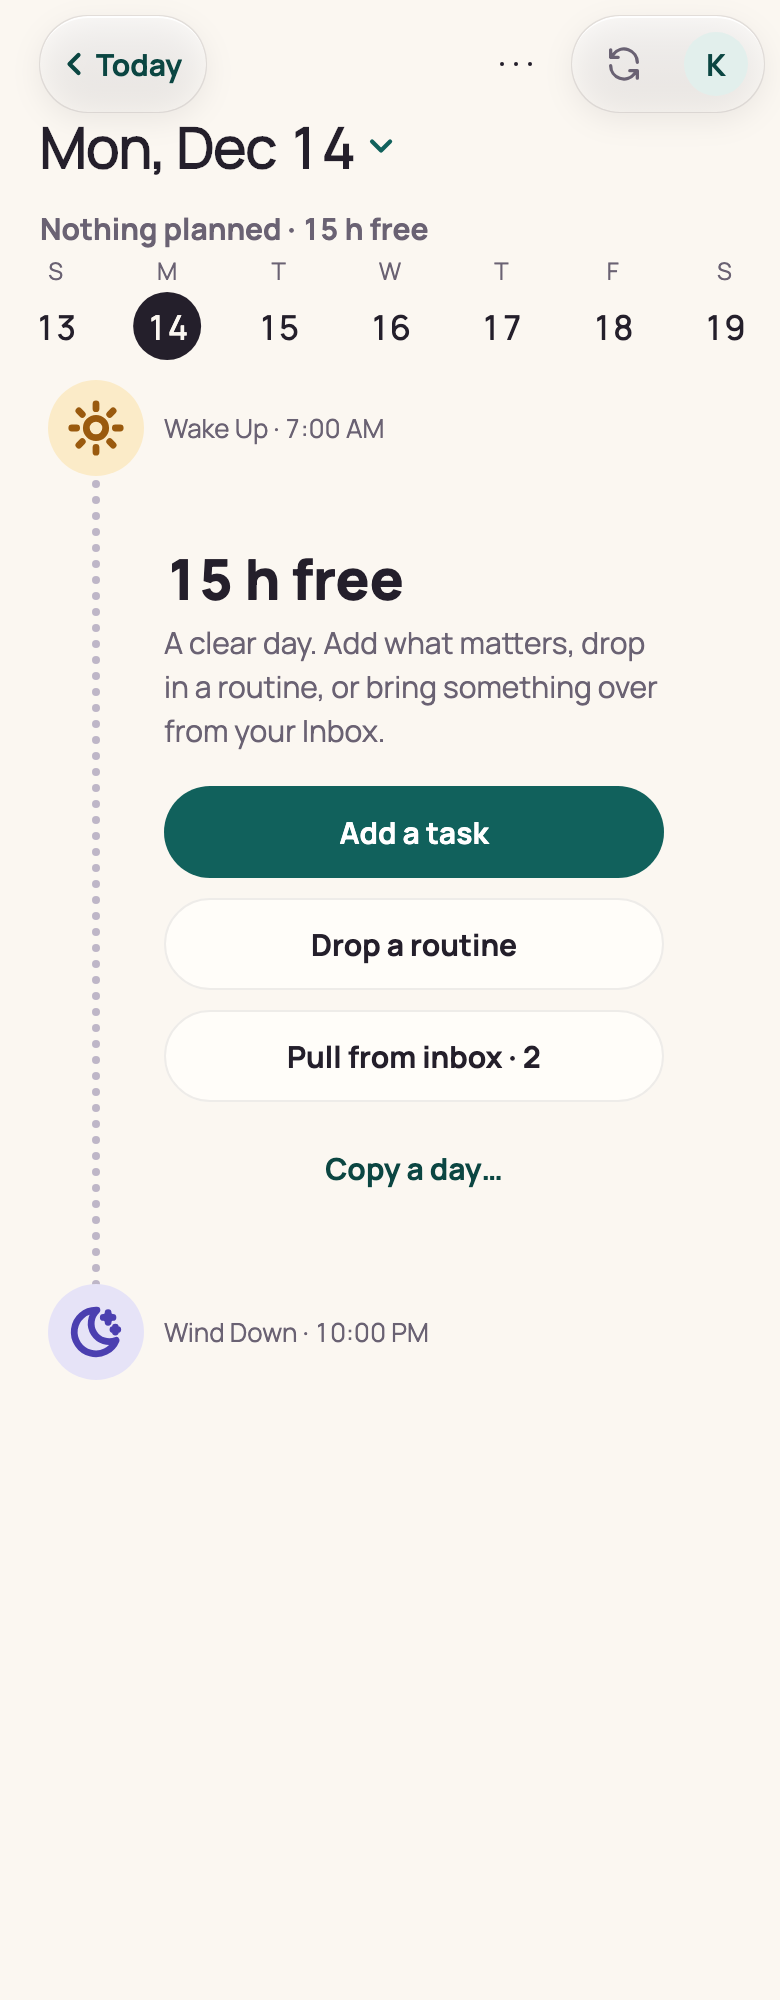 Today
...
K
Mon, Dec 14
Nothing planned · 15 h free
S M T W T F S
13 14 15 16 17 18 19
Wake Up · 7:00 AM
15 h free
A clear day. Add what matters, drop
in a routine, or bring something over
from your Inbox.
Add a task
Drop a routine
Pull from inbox · 2
Copy a day...
Wind Down · 10:00 PM